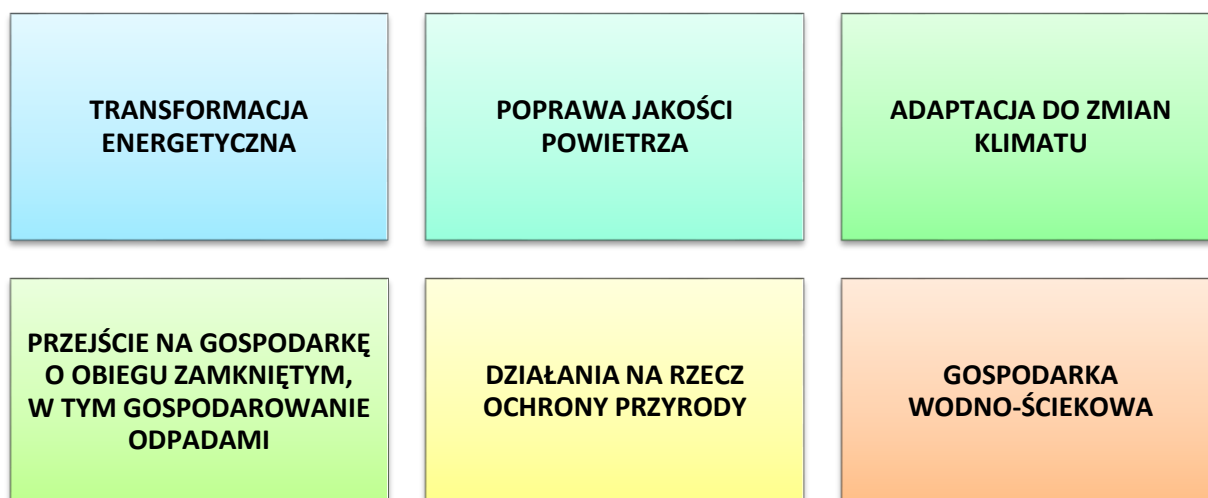 TRANSFORMACJA
ENERGETYCZNA
POPRAWA JAKOŚCI
POWIETRZA
ADAPTACJA DO ZMIAN
KLIMATU
PRZEJŚCIE NA GOSPODARKĘ
O OBIEGU ZAMKNIĘTYM,
W TYM GOSPODAROWANIE
ODPADAMI
DZIAŁANIA NA RZECZ
OCHRONY PRZYRODY
GOSPODARKA
WODNO-ŚCIEKOWA